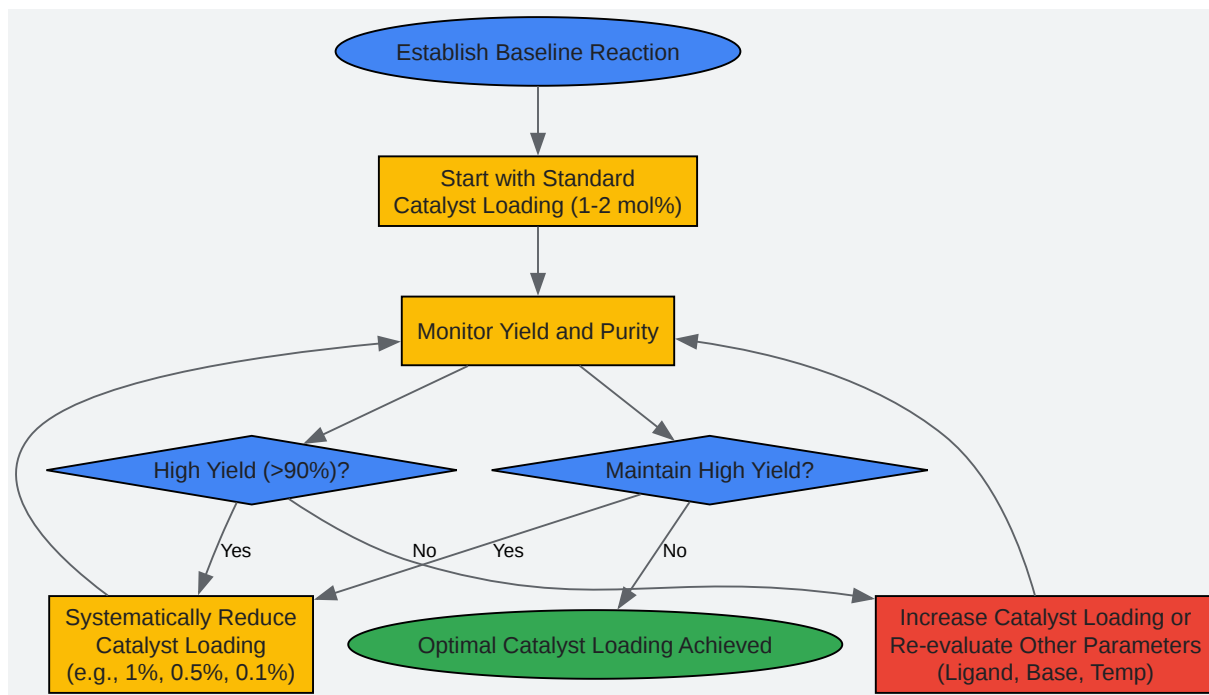 Establish Baseline Reaction
Start with Standard
Catalyst Loading (1-2 mol%)
Monitor Yield and Purity
High Yield (>90%)?
Maintain High Yield?
Yes
No
Yes
No
Systematically Reduce
Catalyst Loading
(e.g., 1%, 0.5%, 0.1%)
Optimal Catalyst Loading Achieved
Increase Catalyst Loading or
Re-evaluate Other Parameters
(Ligand, Base, Temp)